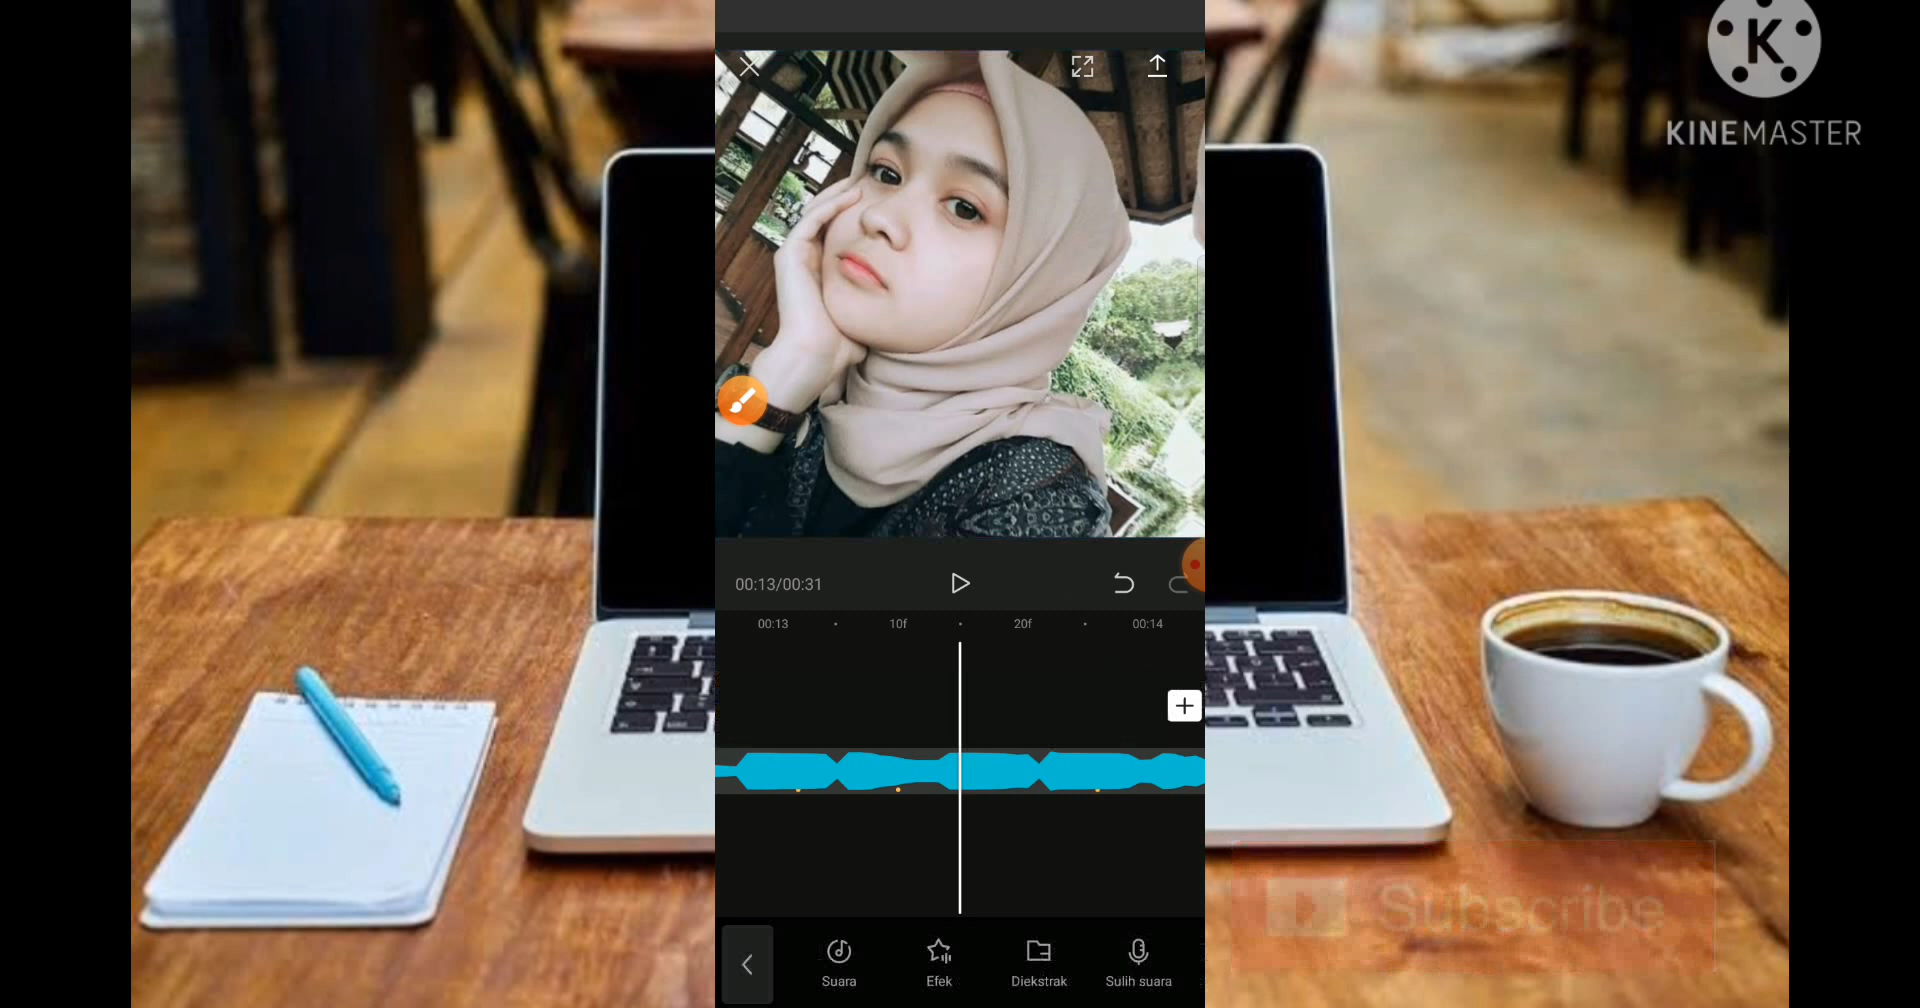 K
KINEMASTER
00:13/00:31
00:13 10f 20f 00:14
Suara Efek Diekstrak Sulih suara
Subscribe